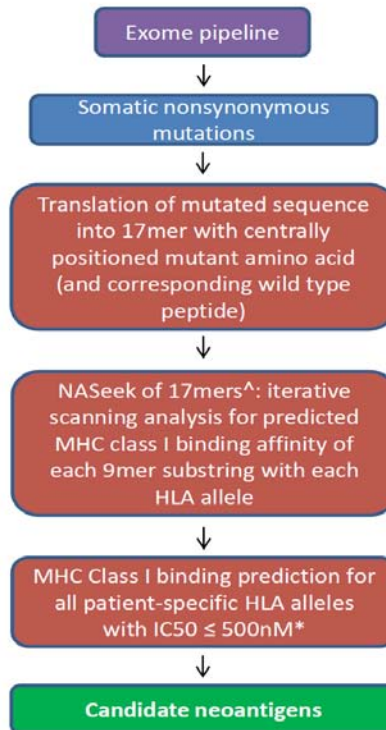 Exome pipeline
Somatic nonsynonymous
mutations
Translation of mutated sequence
into 17mer with centrally
positioned mutant amino acid
(and corresponding wild type
peptide)
NASeek of 17mers^: iterative
scanning analysis for predicted
MHC class I binding affinity of
each 9mer substring with each
HLA allele
MHC Class I binding prediction for
all patient-specific HLA alleles
with IC50 ≤ 500nM*
Candidate neoantigens